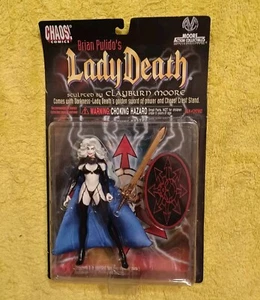 CHAOS!
COMICS
Brian Pulido's
MOORE
ACTION COLLECTIBLES
Lady Death
SCULPTED BY CLAYBURN MOORE
Comes with Darkness-Lady Death's golden sword of power and Chaos! Crest Stand
WARNING: CHOKING HAZARD